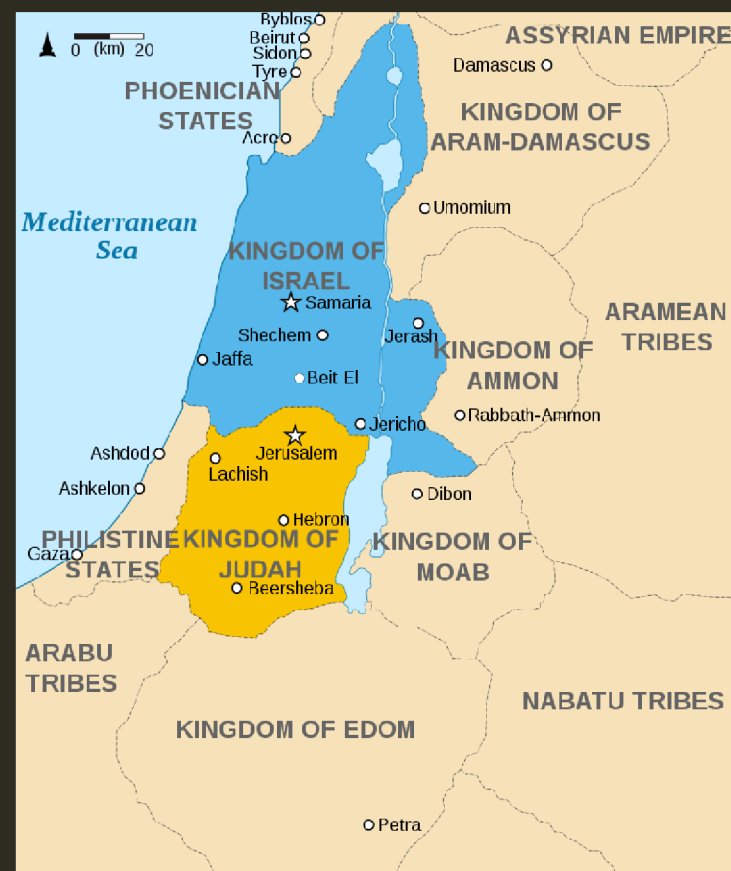 Byblos
Beirut
Sidon
Tyre
0 (km) 20
ASSYRIAN EMPIRE
Damascus
PHOENICIAN
STATES
KINGDOM OF
ARAM-DAMASCUS
Acre
Umomium
Mediterranean
Sea
KINGDOM OF
ISRAEL
Samaria
ARAMEAN
TRIBES
Shechem
Jerash
KINGDOM OF
AMMON
Jaffa
Beit El
Rabbath-Ammon
Jericho
Jerusalem
Ashdod
Lachish
Ashkelon
Dibon
Hebron
PHILISTINE
STATES
KINGDOM OF
JUDAH
KINGDOM OF
MOAB
Gaza
Beersheba
ARABU
TRIBES
NABATU TRIBES
KINGDOM OF EDOM
Petra